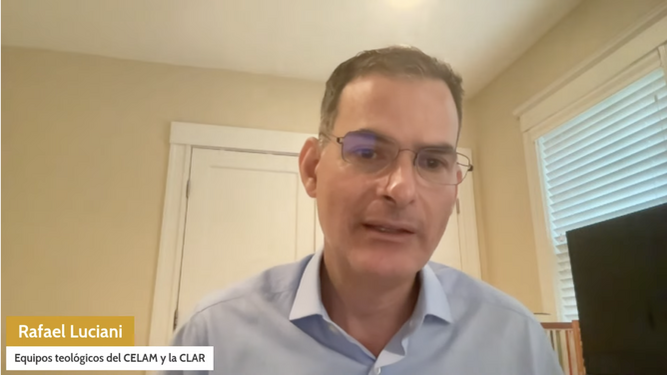 Rafael Luciani
Equipos teológicos del CELAM y la CLAR